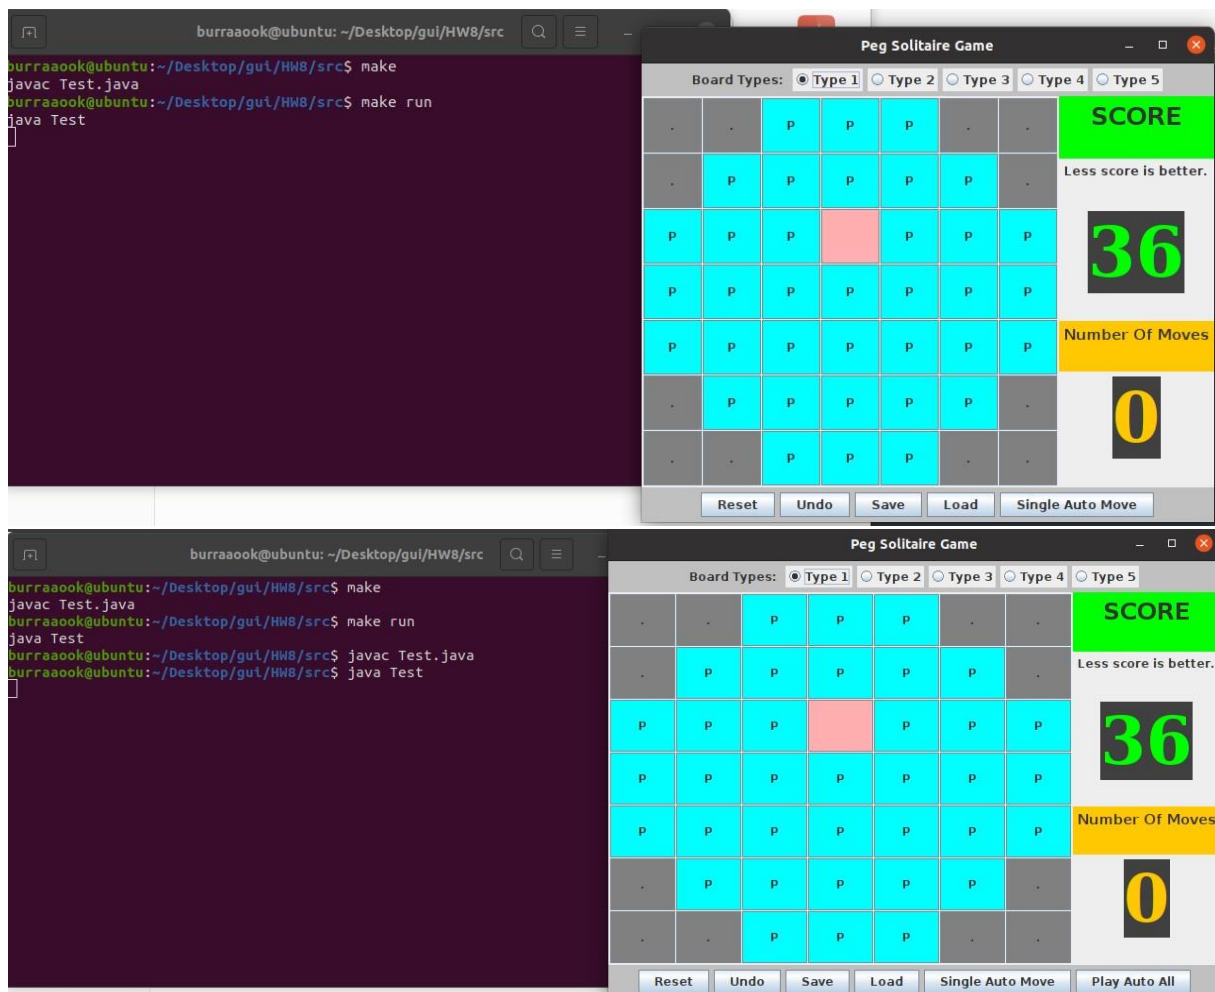 burraaook@ubuntu: ~/Desktop/gui/HW8/src
burraaook@ubuntu:~/Desktop/gui/HW8/src$ make
javac Test.java
burraaook@ubuntu:~/Desktop/gui/HW8/src$ make run
java Test
Peg Solitaire Game
Board Types: Type 1 Type 2 Type 3 Type 4 Type 5
. . P P P . .
. P P P P P .
P P P P P P
P P P P P P P
P P P P P P P
. P P P P P .
. . P P P . .
SCORE
Less score is better.
36
Number Of Moves
0
Reset Undo Save Load Single Auto Move
burraaook@ubuntu: ~/Desktop/gui/HW8/src
burraaook@ubuntu:~/Desktop/gui/HW8/src$ make
javac Test.java
burraaook@ubuntu:~/Desktop/gui/HW8/src$ make run
java Test
burraaook@ubuntu:~/Desktop/gui/HW8/src$ javac Test.java
burraaook@ubuntu:~/Desktop/gui/HW8/src$ java Test
Peg Solitaire Game
Board Types: Type 1 Type 2 Type 3 Type 4 Type 5
. . P P P . .
. P P P P P .
P P P P P P
P P P P P P P
P P P P P P P
. P P P P P .
. . P P P . .
SCORE
Less score is better.
36
Number Of Moves
0
Reset Undo Save Load Single Auto Move Play Auto All